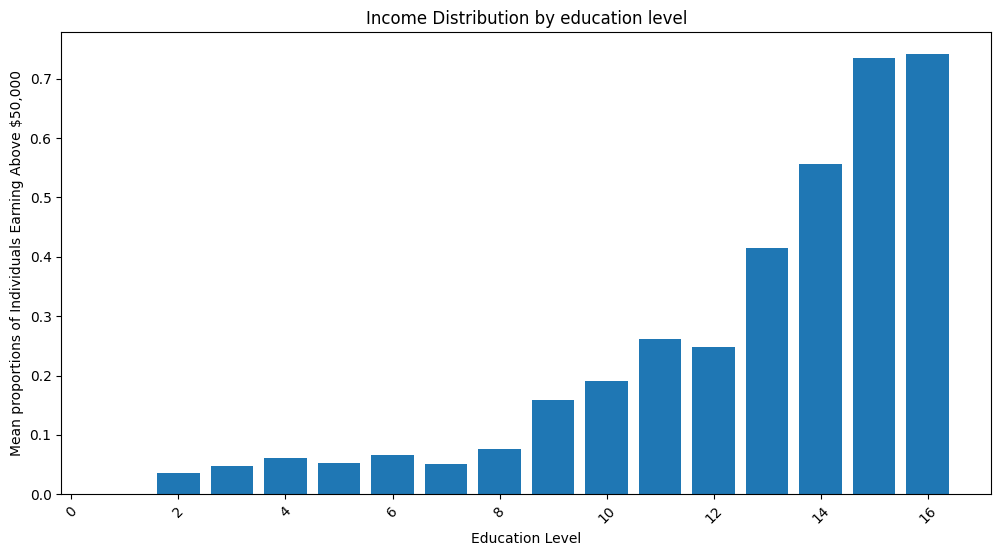 Income Distribution by education level
Mean proportions of Individuals Earning Above $50,000
0.7
0.6
0.5
0.4
0.3
0.2
0.1
0.0
0 2 4 6 8 10 12 14 16
Education Level